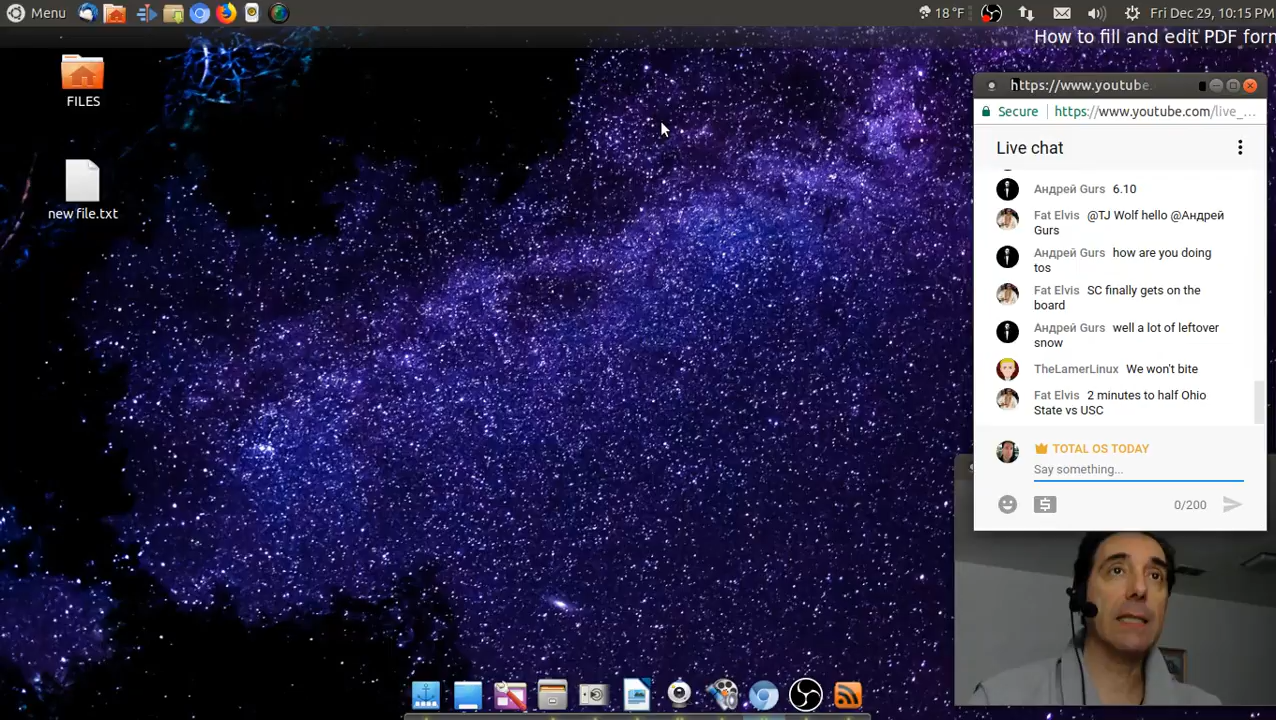 Menu
18 °F
Fri Dec 29, 10:15 PM
How to fill and edit PDF forn
FILES
new file.txt
https://www.youtube.
Secure
https://www.youtube.com/live_...
Live chat
Андрей Gurs 6.10
Fat Elvis @TJ Wolf hello @Андрей
Gurs
Андрей Gurs how are you doing
tos
Fat Elvis SC finally gets on the
board
Андрей Gurs well a lot of leftover
snow
TheLamerLinux We won't bite
Fat Elvis 2 minutes to half Ohio
State vs USC
TOTAL OS TODAY
Say something...
0/200